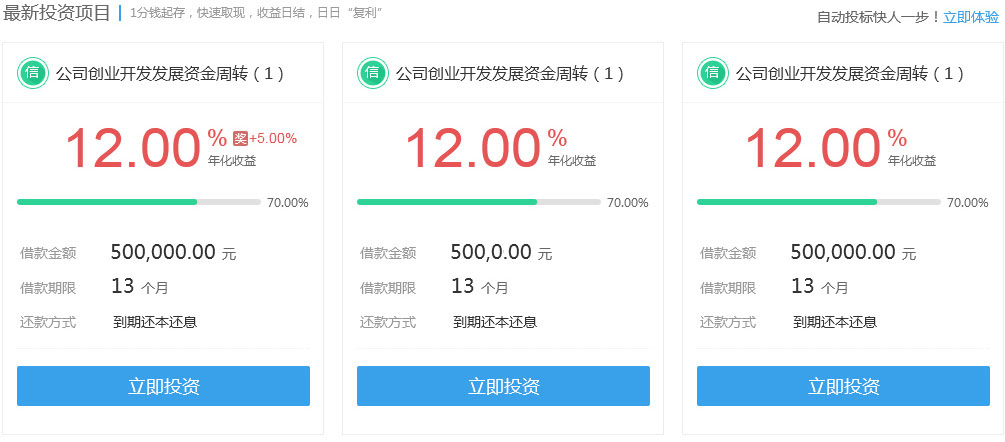 最新投资项目 1分钱起存，快速取现，收益日结，日日“复利” 自动投标快人一步！立即体验
信 公司创业开发发展资金周转（1） 信 公司创业开发发展资金周转（1） 信 公司创业开发发展资金周转（1）
12.00 % 奖+5.00% 12.00 % 12.00 %
年化收益 年化收益 年化收益
70.00% 70.00% 70.00%
借款金额 500,000.00 元 借款金额 500,0.00 元 借款金额 500,000.00 元
借款期限 13 个月 借款期限 13 个月 借款期限 13 个月
还款方式 到期还本还息 还款方式 到期还本还息 还款方式 到期还本还息
立即投资 立即投资 立即投资